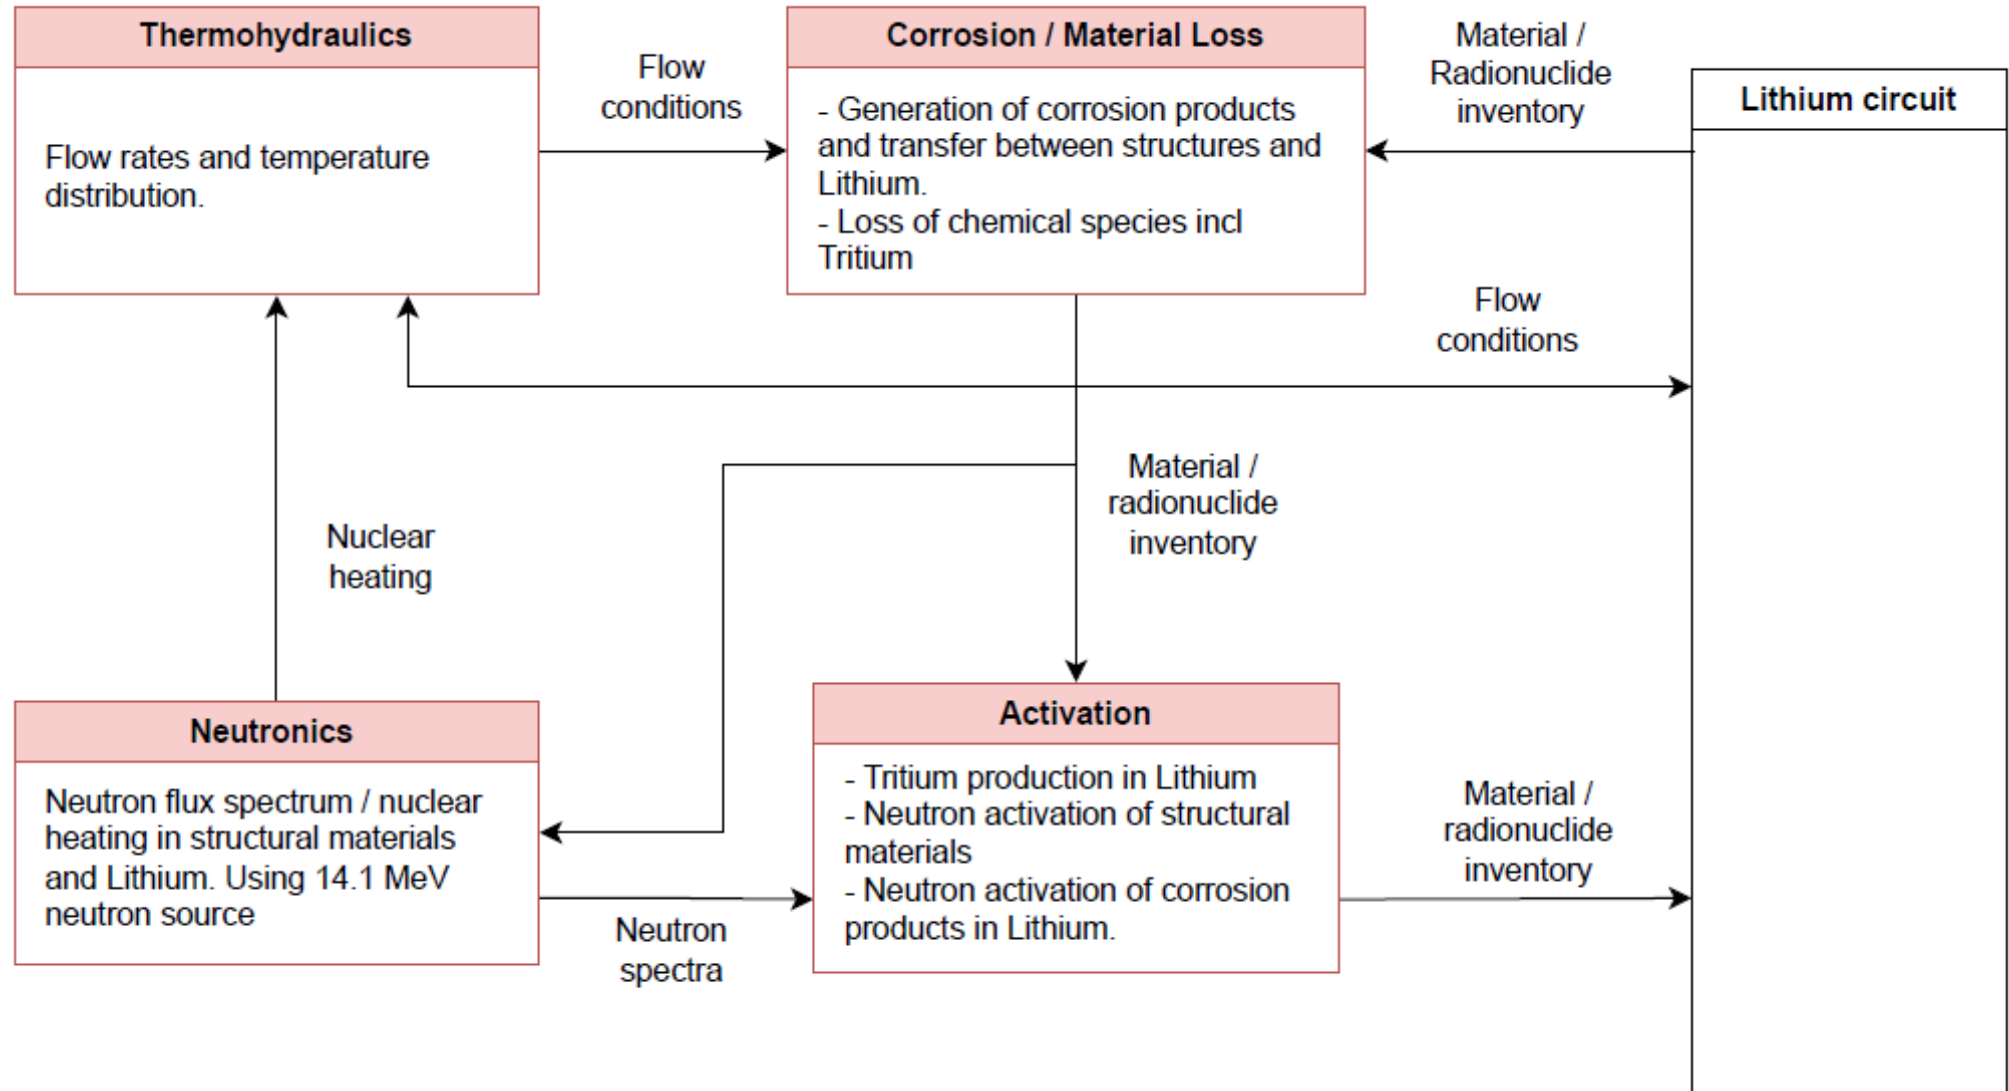 Thermohydraulics
Flow rates and temperature
distribution.
Flow
conditions
Corrosion / Material Loss
- Generation of corrosion products
and transfer between structures and
Lithium.
- Loss of chemical species incl
Tritium
Material /
Radionuclide
inventory
Lithium circuit
Flow
conditions
Nuclear
heating
Material /
radionuclide
inventory
Neutronics
Neutron flux spectrum / nuclear
heating in structural materials
and Lithium. Using 14.1 MeV
neutron source
Neutron
spectra
Activation
- Tritium production in Lithium
- Neutron activation of structural
materials
- Neutron activation of corrosion
products in Lithium.
Material /
radionuclide
inventory